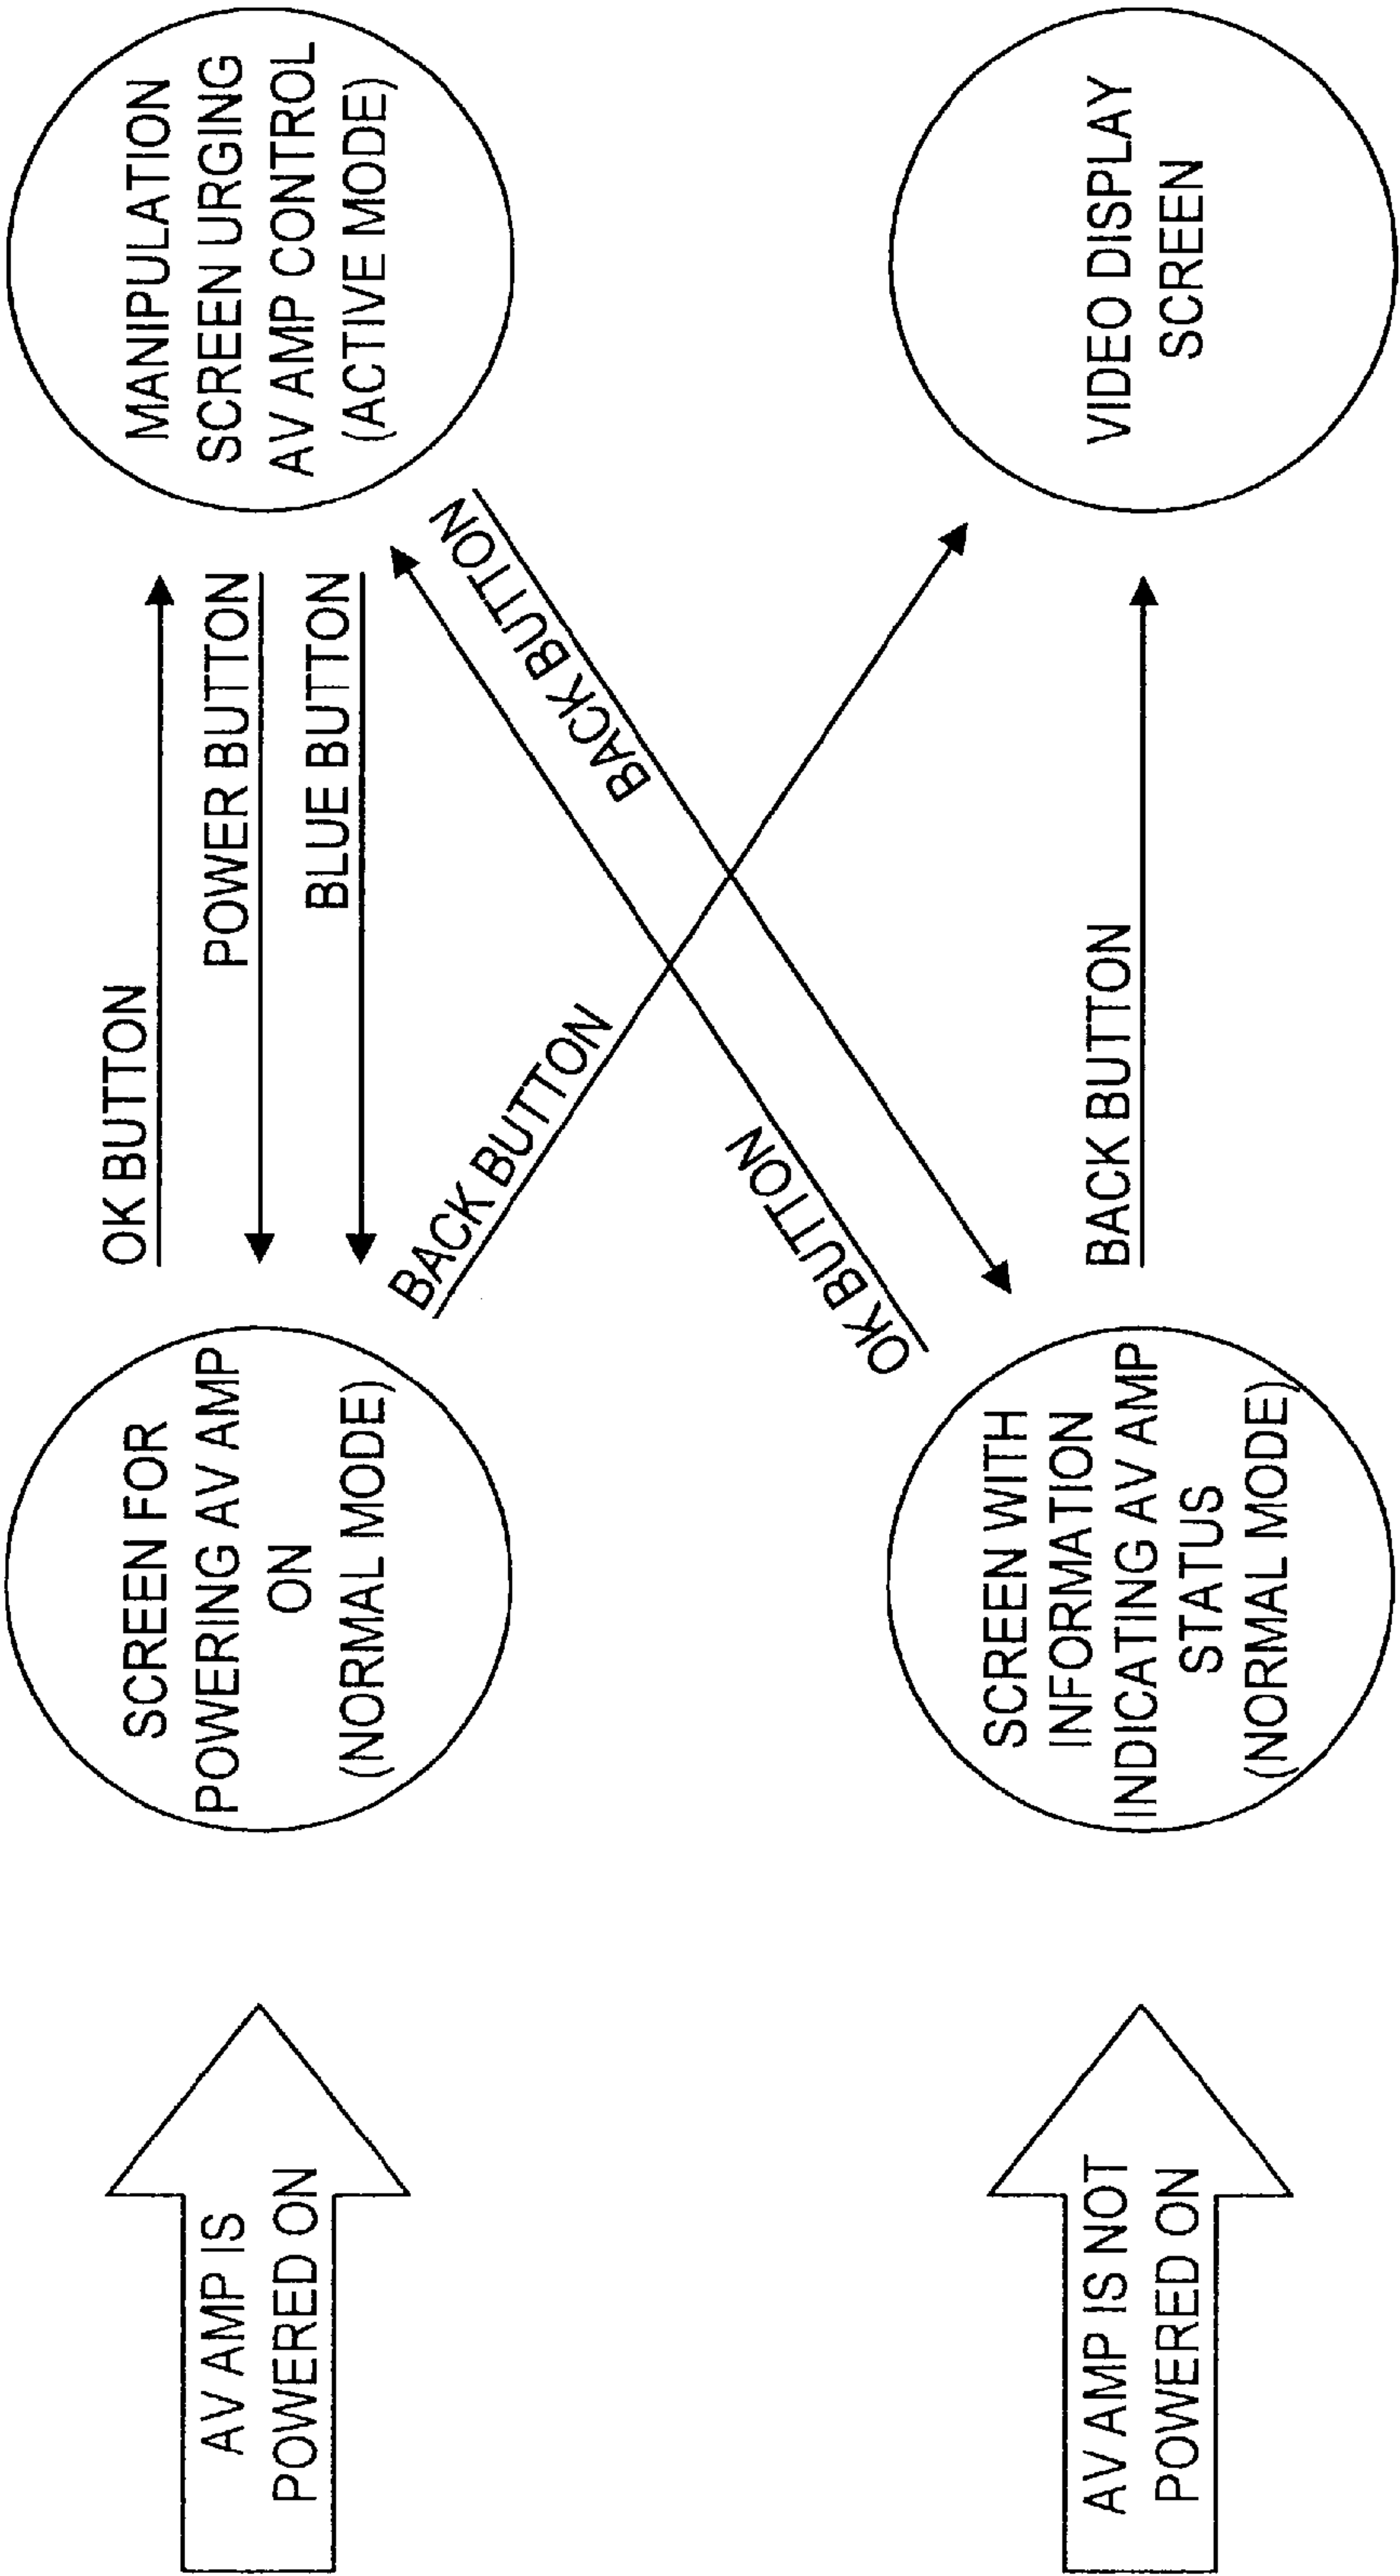 AV AMP IS
POWERED ON
SCREEN FOR
POWERING AV AMP
ON
(NORMAL MODE)
OK BUTTON
POWER BUTTON
BLUE BUTTON
BACK BUTTON
BACK BUTTON
MANIPULATION
SCREEN URGING
AV AMP CONTROL
(ACTIVE MODE)
AV AMP IS NOT
POWERED ON
SCREEN WITH
INFORMATION
INDICATING AV AMP
STATUS
(NORMAL MODE)
OK BUTTON
BACK BUTTON
VIDEO DISPLAY
SCREEN